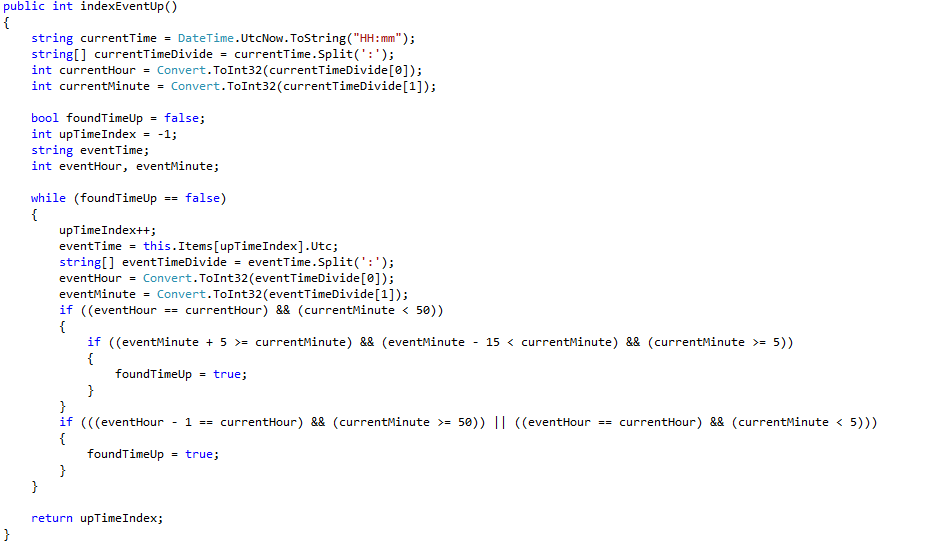 public int indexEventUp()
{
    string currentTime = DateTime.UtcNow.ToString("HH:mm");
    string[] currentTimeDivide = currentTime.Split(':');
    int currentHour = Convert.ToInt32(currentTimeDivide[0]);
    int currentMinute = Convert.ToInt32(currentTimeDivide[1]);

    bool foundTimeUp = false;
    int upTimeIndex = -1;
    string eventTime;
    int eventHour, eventMinute;

    while (foundTimeUp == false)
    {
        upTimeIndex++;
        eventTime = this.Items[upTimeIndex].Utc;
        string[] eventTimeDivide = eventTime.Split(':');
        eventHour = Convert.ToInt32(eventTimeDivide[0]);
        eventMinute = Convert.ToInt32(eventTimeDivide[1]);
        if ((eventHour == currentHour) && (currentMinute < 50))
        {
            if ((eventMinute + 5 >= currentMinute) && (eventMinute - 15 < currentMinute) && (currentMinute >= 5))
            {
                foundTimeUp = true;
            }
        }
        if (((eventHour - 1 == currentHour) && (currentMinute >= 50)) || ((eventHour == currentHour) && (currentMinute < 5)))
        {
            foundTimeUp = true;
        }
    }

    return upTimeIndex;
}